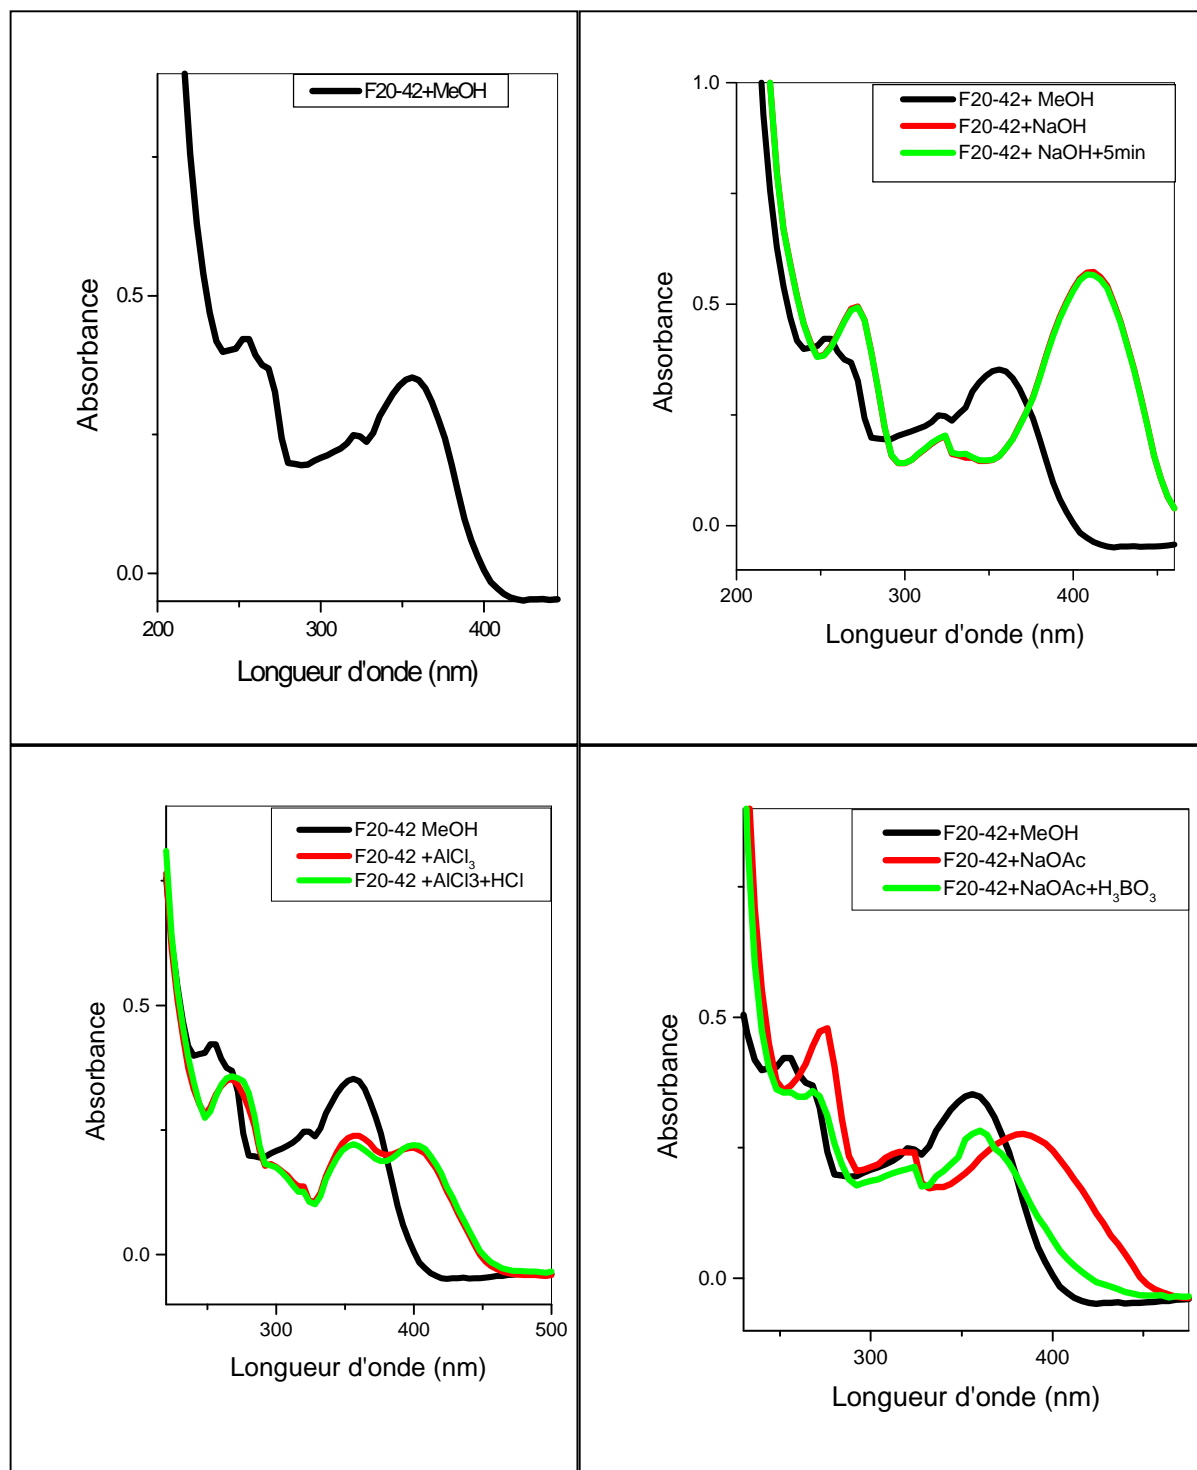 F20-42+MeOH
0.5
0.0
Absorbance
200
300
400
Longueur d'onde (nm)
F20-42+ MeOH
F20-42+NaOH
F20-42+ NaOH+5min
1.0
0.5
0.0
Absorbance
200
300
400
Longueur d'onde (nm)
F20-42 MeOH
F20-42 +AlCl₃
F20-42 +AlCl3+HCl
0.5
0.0
Absorbance
300
400
500
Longueur d'onde (nm)
F20-42+MeOH
F20-42+NaOAc
F20-42+NaOAc+H₃BO₃
0.5
0.0
Absorbance
300
400
Longueur d'onde (nm)